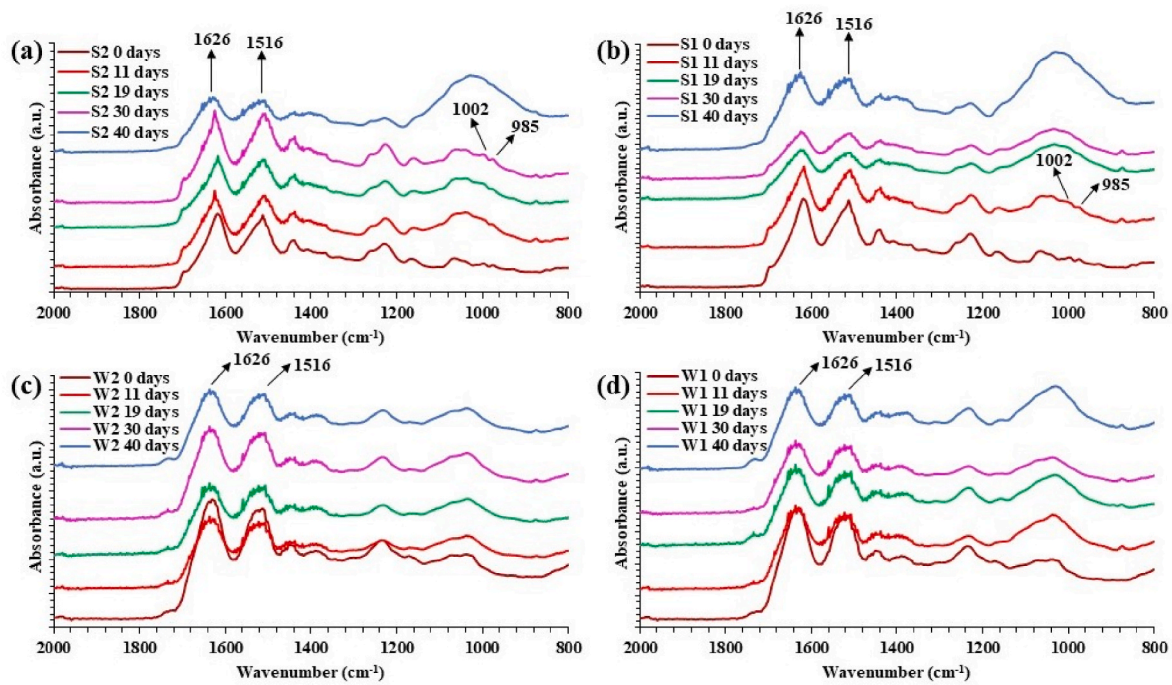 (a)
S2 0 days
S2 11 days
S2 19 days
S2 30 days
S2 40 days
1626
1516
1002
985
Absorbance (a.u.)
2000 1800 1600 1400 1200 1000 800
Wavenumber (cm-1)
(b)
S1 0 days
S1 11 days
S1 19 days
S1 30 days
S1 40 days
1626
1516
1002
985
Absorbance (a.u.)
2000 1800 1600 1400 1200 1000 800
Wavenumber (cm-1)
(c)
W2 0 days
W2 11 days
W2 19 days
W2 30 days
W2 40 days
1626
1516
Absorbance (a.u.)
2000 1800 1600 1400 1200 1000 800
Wavenumber (cm-1)
(d)
W1 0 days
W1 11 days
W1 19 days
W1 30 days
W1 40 days
1626
1516
Absorbance (a.u.)
2000 1800 1600 1400 1200 1000 800
Wavenumber (cm-1)